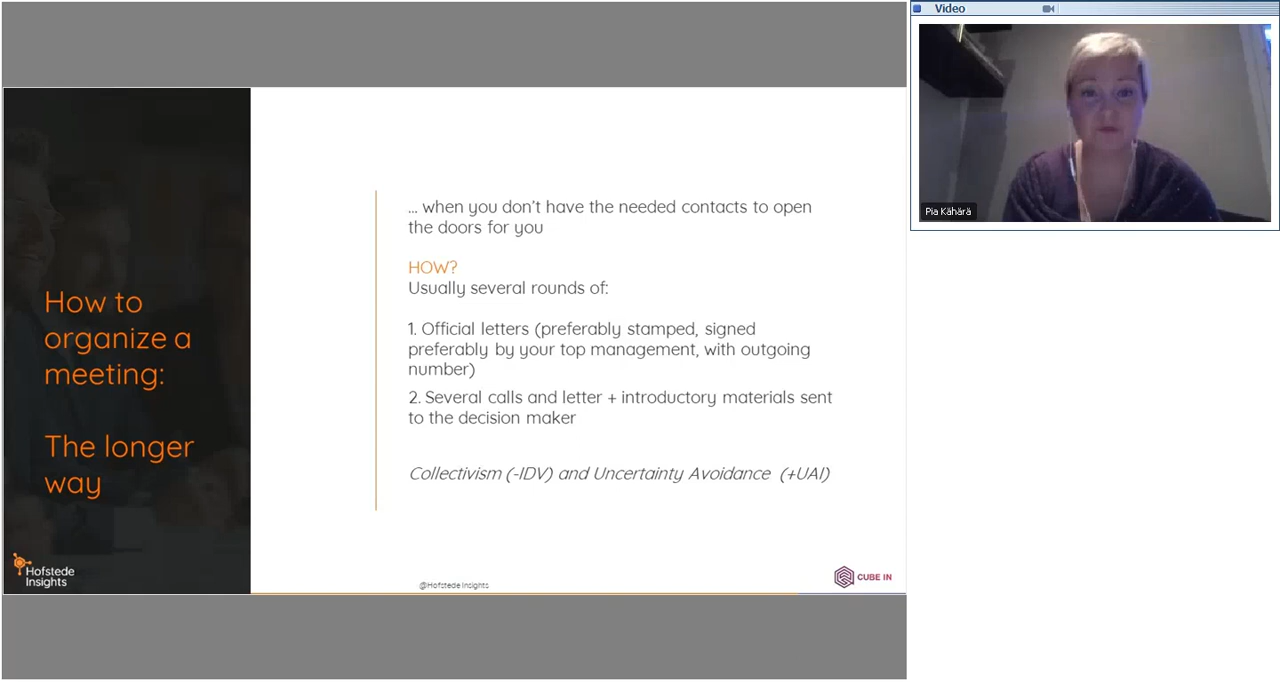 Video
Pia Kähärä
How to
organize a
meeting:
The longer
way
Hofstede
Insights
... when you don't have the needed contacts to open
the doors for you
HOW?
Usually several rounds of:
1. Official letters (preferably stamped, signed
preferably by your top management, with outgoing
number)
2. Several calls and letter + introductory materials sent
to the decision maker
Collectivism (-IDV) and Uncertainty Avoidance (+UAI)
@Hofstede Insights
CUBE IN